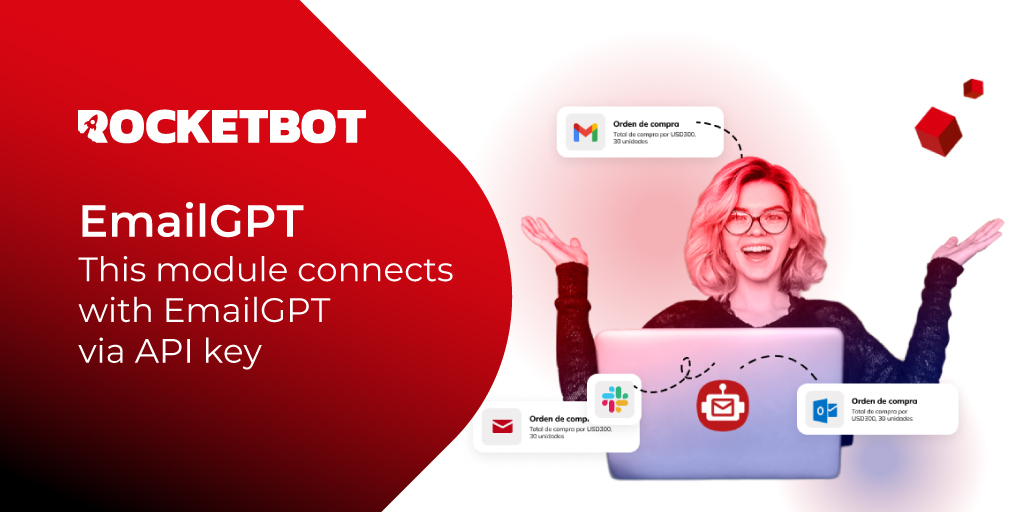 ROCKETBOT
EmailGPT
This module connects
with EmailGPT
via API key
Orden de compra
Total de compra por USD300,
30 unidades
Orden de comp
Total de compra por USD300,
30 unidades
Orden de compra
Total de compra por
USD300, 30 unidades